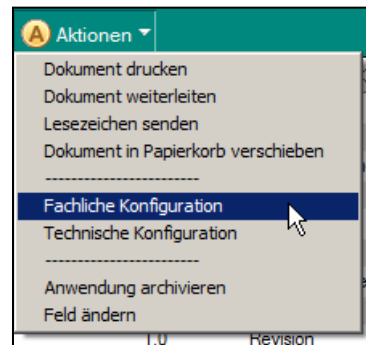 A Aktionen
Dokument drucken
Dokument weiterleiten
Lesezeichen senden
Dokument in Papierkorb verschieben
------------------------
Fachliche Konfiguration
Technische Konfiguration
------------------------
Anwendung archivieren
Feld ändern
1.0 Revision